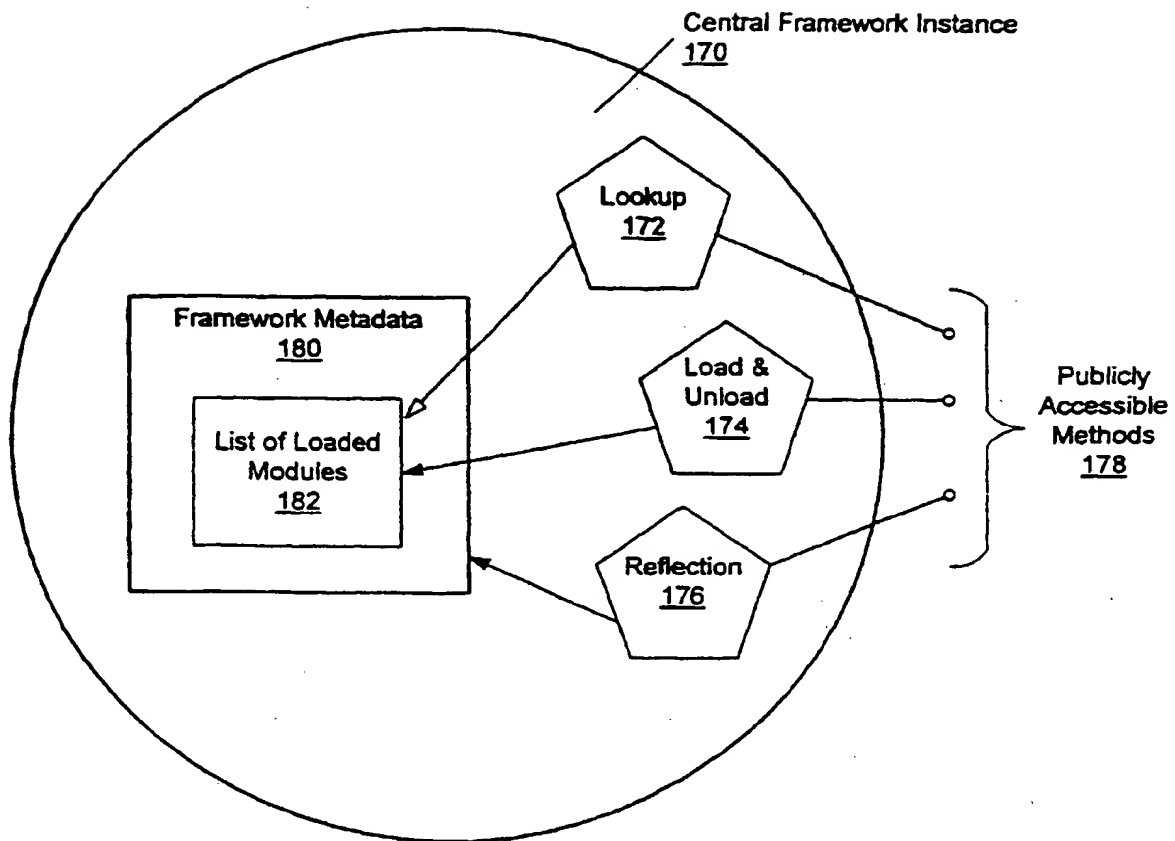 Central Framework Instance
170
Lookup
172
Framework Metadata
180
Load &
Unload
174
List of Loaded
Modules
182
Reflection
176
Publicly
Accessible
Methods
178